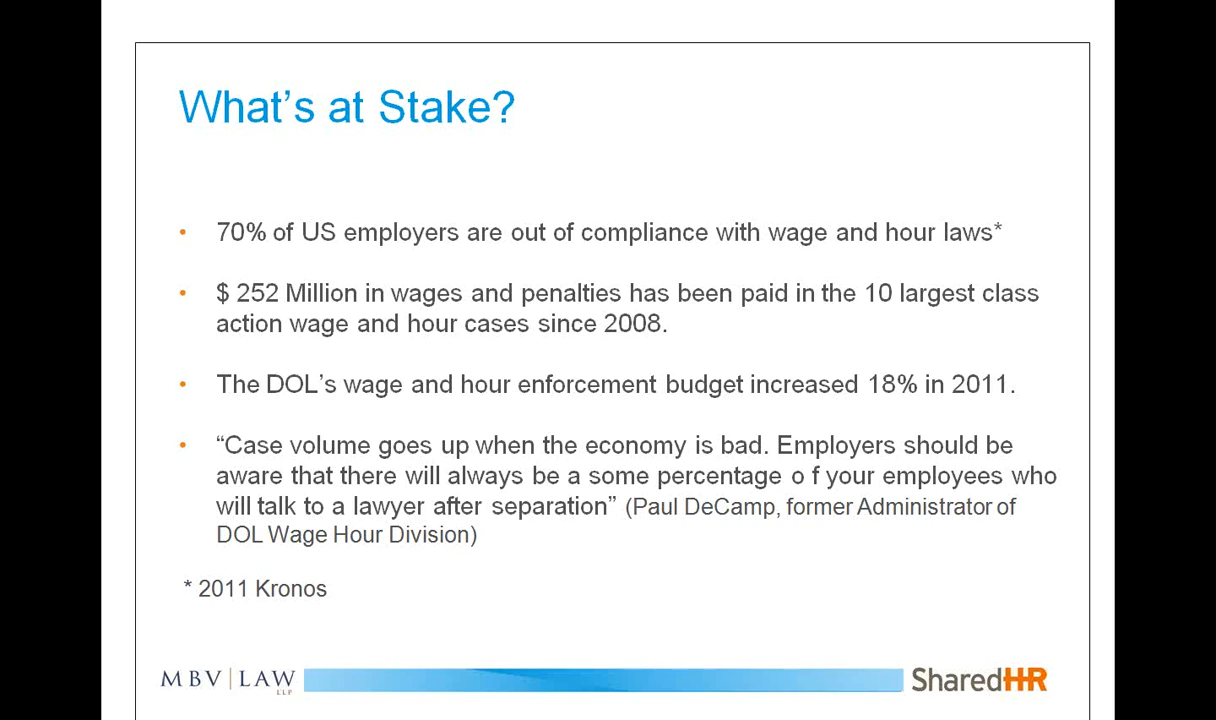 What's at Stake?
• 70% of US employers are out of compliance with wage and hour laws*
• $ 252 Million in wages and penalties has been paid in the 10 largest class
action wage and hour cases since 2008.
• The DOL's wage and hour enforcement budget increased 18% in 2011.
• “Case volume goes up when the economy is bad. Employers should be
aware that there will always be a some percentage o f your employees who
will talk to a lawyer after separation” (Paul DeCamp, former Administrator of
DOL Wage Hour Division)
* 2011 Kronos
MBV | LAW
LLP
SharedHR